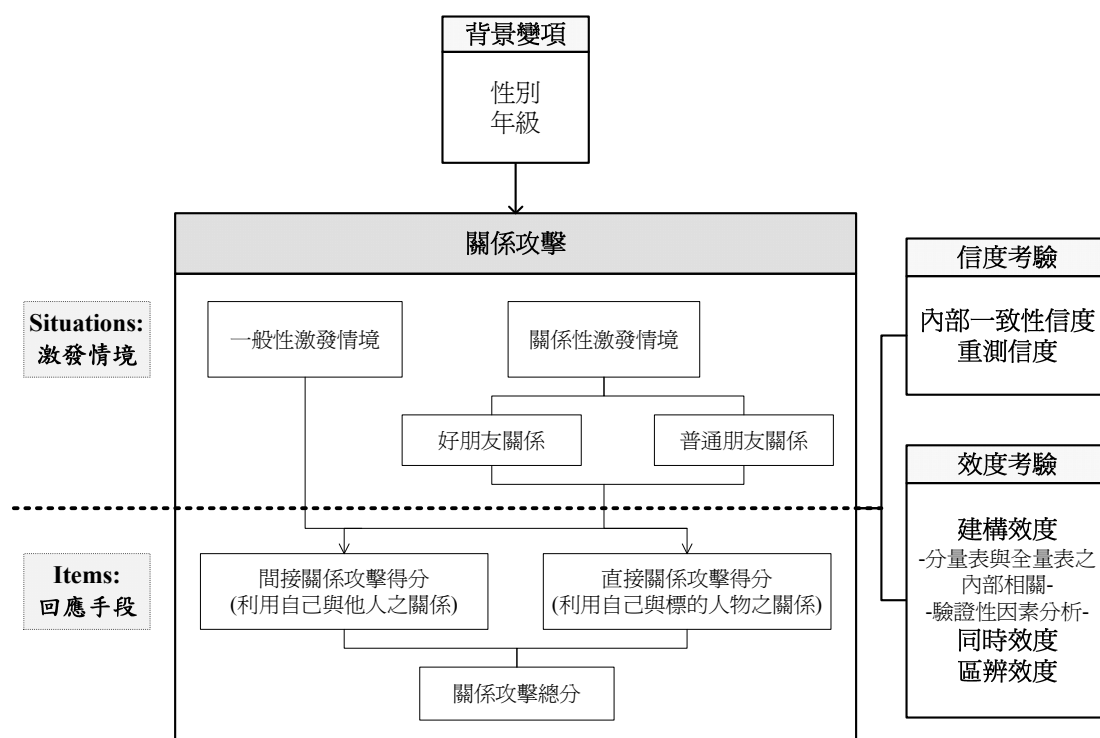 背景變項
性別
年級
關係攻擊
Situations:
激發情境
一般性激發情境
關係性激發情境
好朋友關係
普通朋友關係
Items:
回應手段
間接關係攻擊得分
(利用自己與他人之關係)
直接關係攻擊得分
(利用自己與標的人物之關係)
關係攻擊總分
信度考驗
內部一致性信度
重測信度
效度考驗
建構效度
-分量表與全量表之
內部相關-
-驗證性因素分析-
同時效度
區辨效度